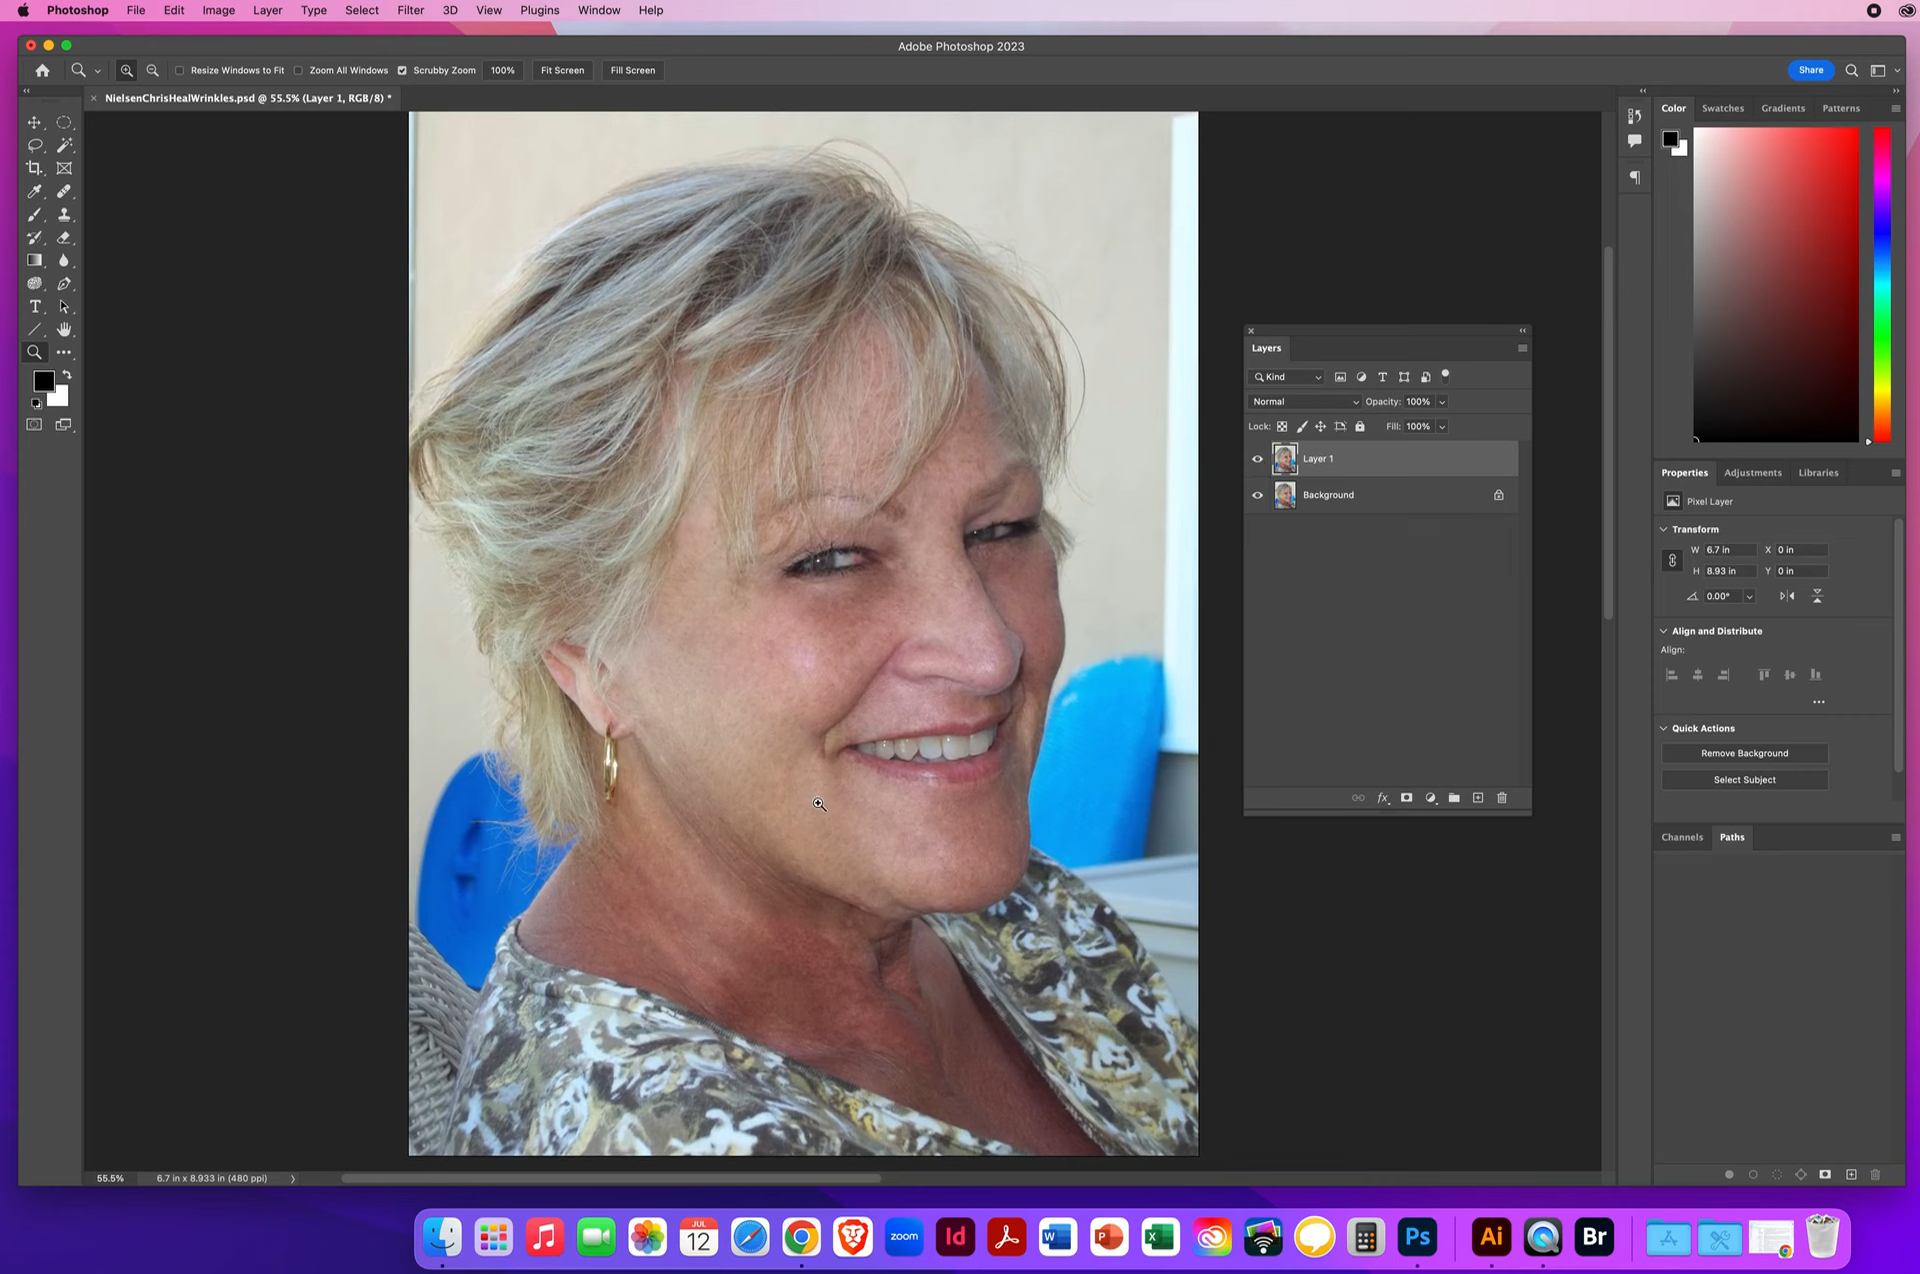 Photoshop File Edit Image Layer Type Select Filter 3D View Plugins Window Help
Adobe Photoshop 2023
Resize Windows to Fit Zoom All Windows Scrubby Zoom 100% Fit Screen Fill Screen Share
NielsenChrisHealWrinkles.psd @ 55.5% (Layer 1, RGB/8) *
Color Swatches Gradients Patterns
Layers
Kind
Normal Opacity: 100%
Lock: Fill: 100%
Layer 1
Background
Properties Adjustments Libraries
Pixel Layer
Transform
W 6.7 in X 0 in
H 8.93 in Y 0 in
0.00°
Align and Distribute
Align:
Quick Actions
Remove Background
Select Subject
Channels Paths
55.5% 6.7 in x 8.933 in (480 ppi)
JUL
12
zoom
Id
W
P
X
Ps
Ai
Br